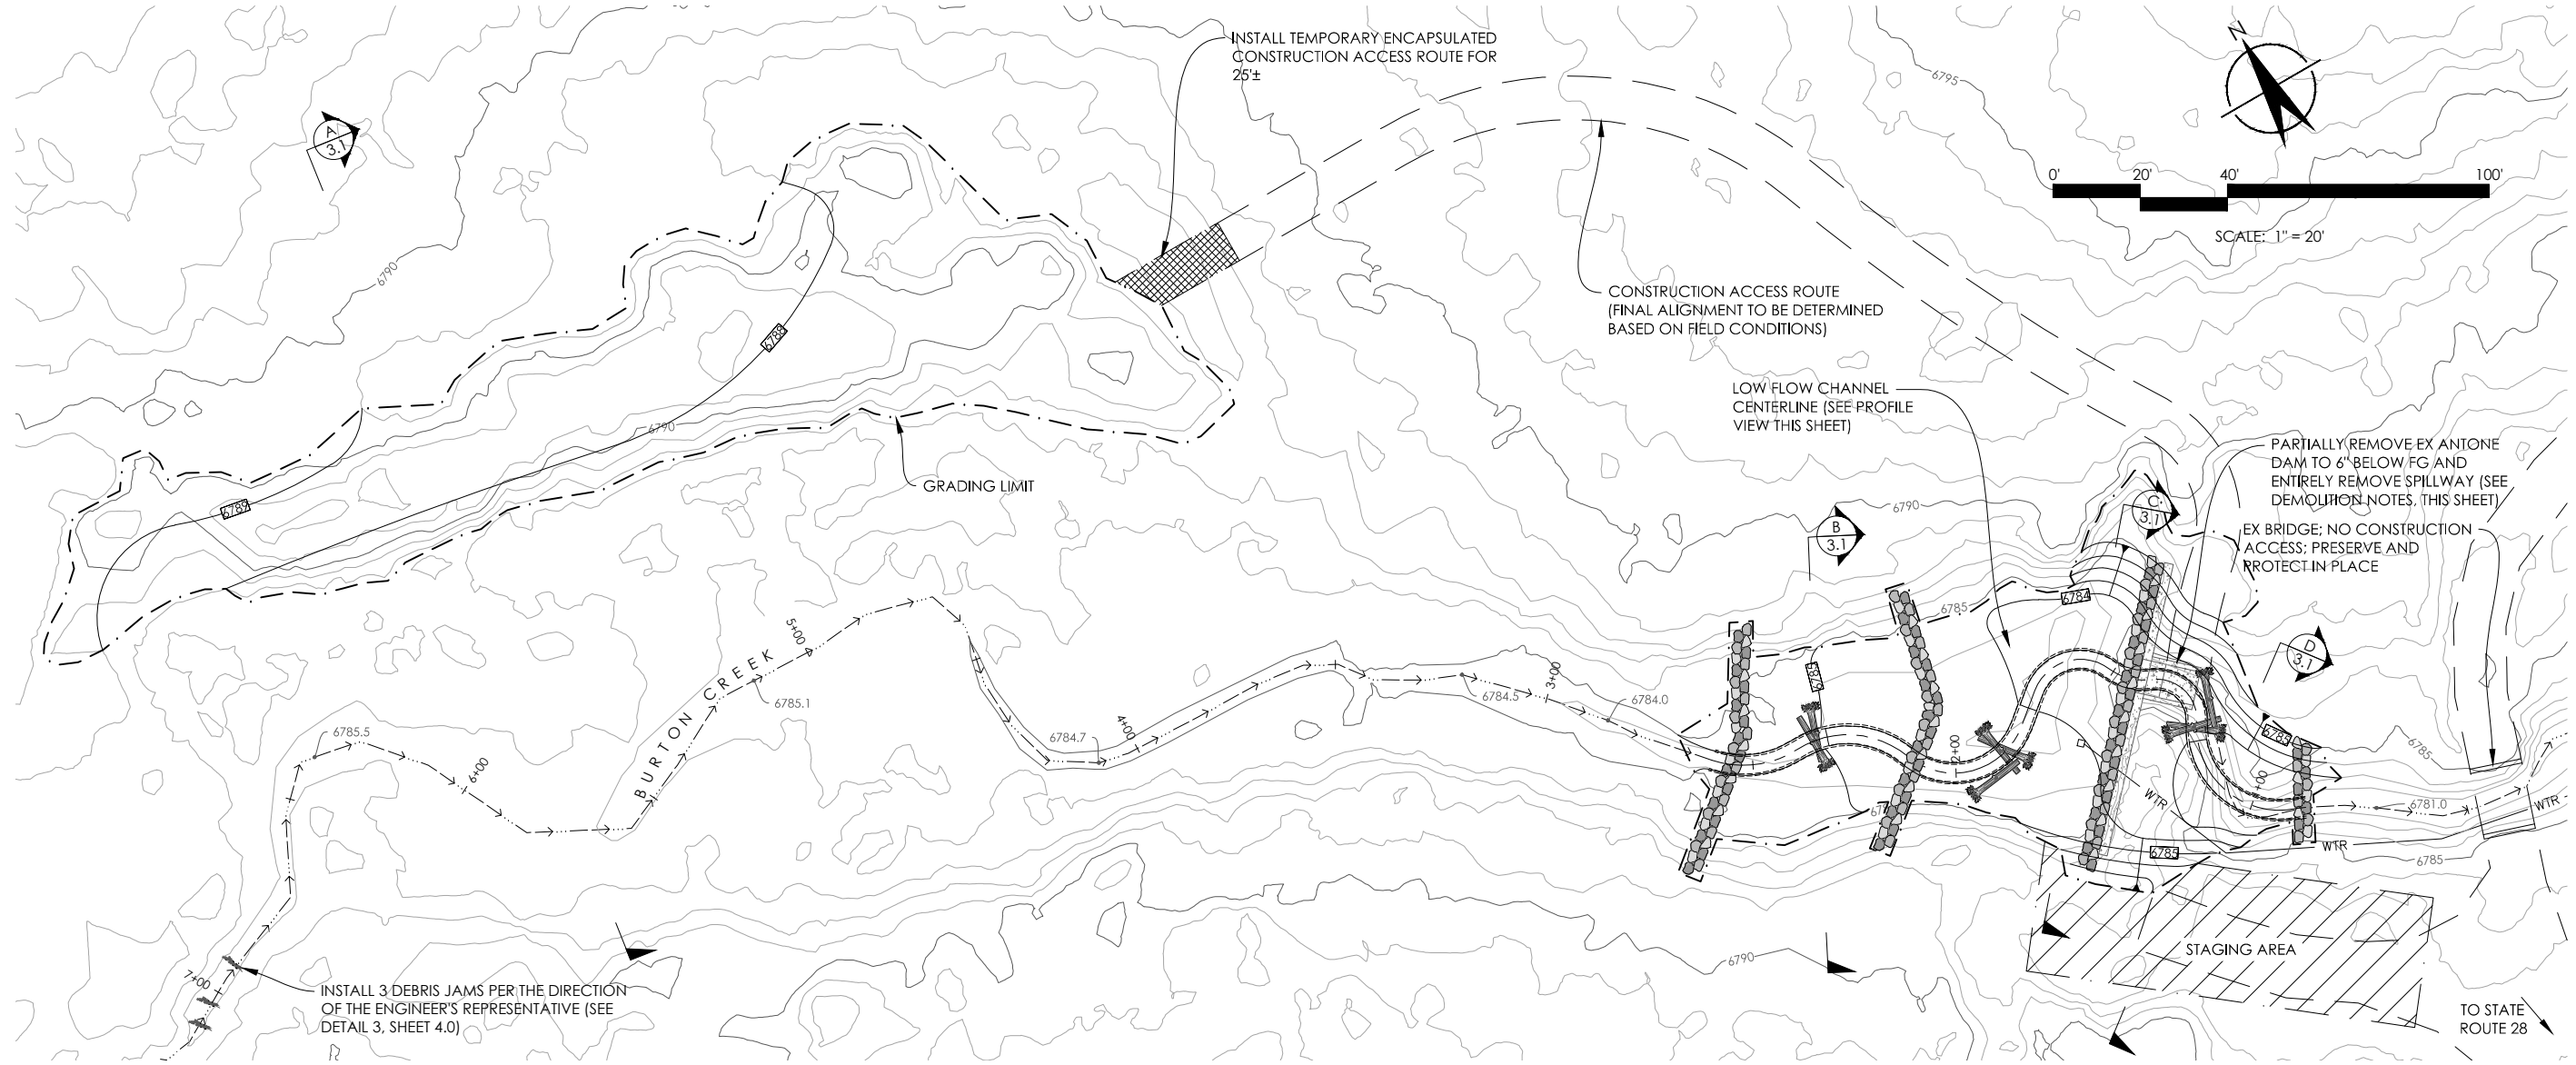 INSTALL TEMPORARY ENCAPSULATED
CONSTRUCTION ACCESS ROUTE FOR
25'±
6795
N
0' 20' 40' 100'
SCALE: 1" = 20'
A
3.1
6790
6788
CONSTRUCTION ACCESS ROUTE
(FINAL ALIGNMENT TO BE DETERMINED
BASED ON FIELD CONDITIONS)
LOW FLOW CHANNEL
CENTERLINE (SEE PROFILE
VIEW THIS SHEET)
6790
GRADING LIMIT
6789
PARTIALLY REMOVE EX ANTONE
DAM TO 6" BELOW FG AND
ENTIRELY REMOVE SPILLWAY (SEE
DEMOLITION NOTES, THIS SHEET)
EX BRIDGE; NO CONSTRUCTION
ACCESS; PRESERVE AND
PROTECT IN PLACE
6790
B
3.1
C
3.1
D
3.1
6784
6785
6785
6785
6785
5+00
BURTON CREEK
6785.1
6785.5
6+00
6784.7
4+00
6784.5
3+00
6784.0
2+00
1+00
WTR
6781.0
WTR
WTR
6785
6785
STAGING AREA
6790
7+00
INSTALL 3 DEBRIS JAMS PER THE DIRECTION
OF THE ENGINEER'S REPRESENTATIVE (SEE
DETAIL 3, SHEET 4.0)
TO STATE
ROUTE 28